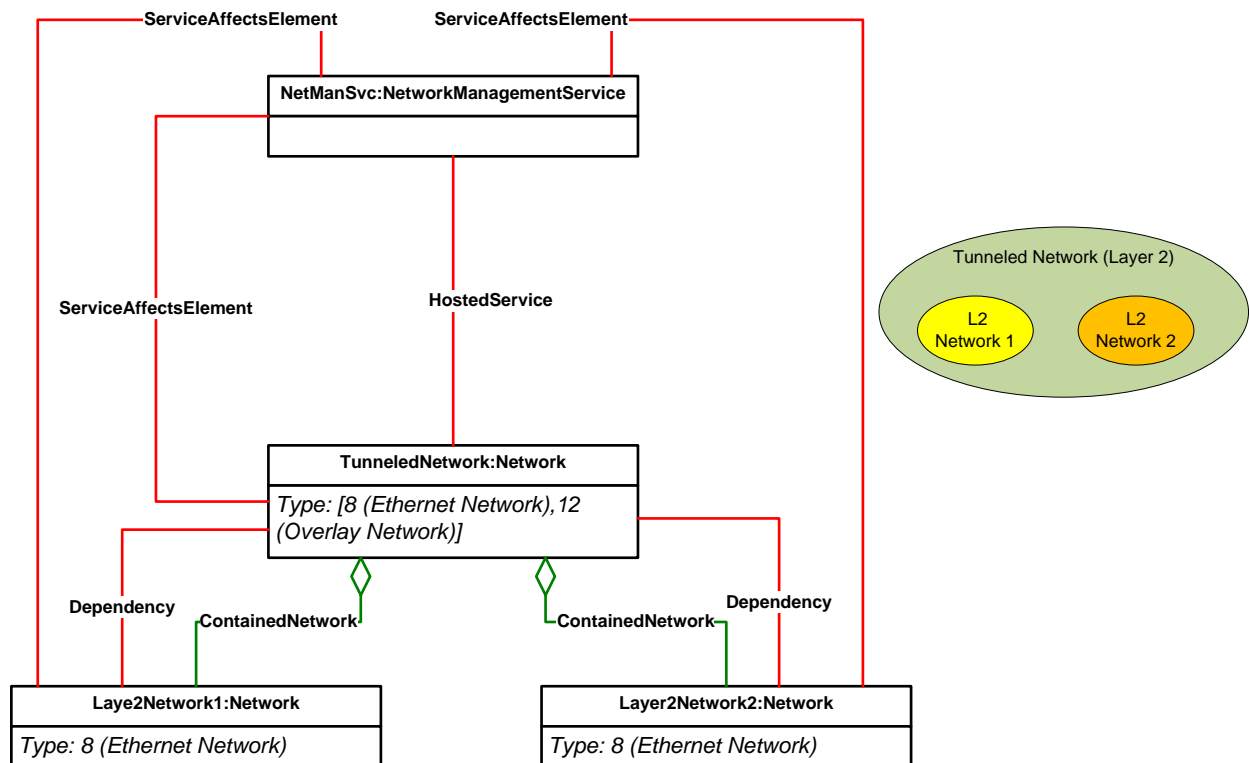 ServiceAffectsElement
ServiceAffectsElement
NetManSvc:NetworkManagementService
ServiceAffectsElement
HostedService
Tunneled Network (Layer 2)
L2
Network 1
L2
Network 2
TunneledNetwork:Network
Type: [8 (Ethernet Network),12
(Overlay Network)]
Dependency
ContainedNetwork
ContainedNetwork
Dependency
Laye2Network1:Network
Type: 8 (Ethernet Network)
Layer2Network2:Network
Type: 8 (Ethernet Network)